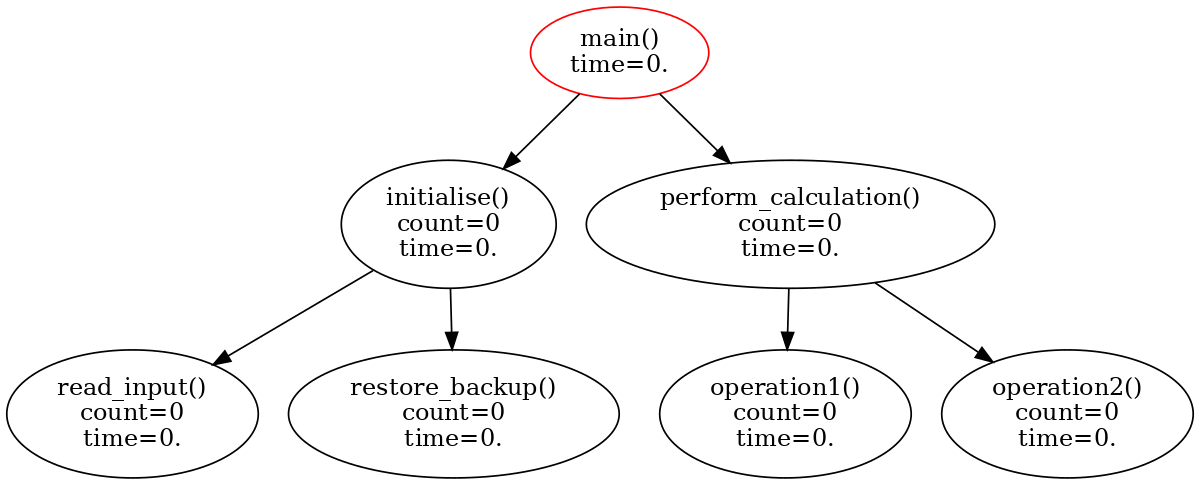 main()
time=0.
initialise()
count=0
time=0.
perform_calculation()
count=0
time=0.
read_input()
count=0
time=0.
restore_backup()
count=0
time=0.
operation1()
count=0
time=0.
operation2()
count=0
time=0.